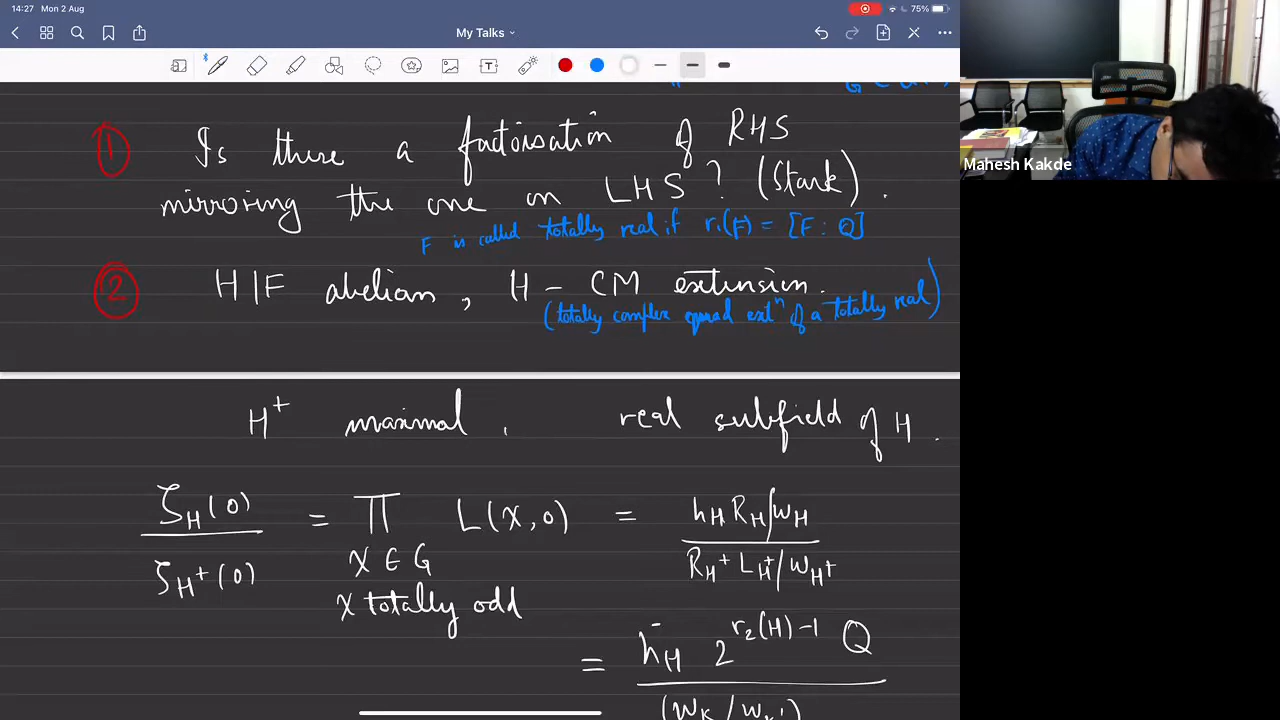 14:27 Mon 2 Aug
75%
My Talks
① Is there a factorisation of RHS
mirroring the one on LHS? (Stark).
F is called totally real if r₁(F) = [F : Q]
② H|F abelian, H – CM extension.
(totally complex extⁿ of a totally real)
H⁺ maximal. real subfield of H.
ζ_H(0) / ζ_H⁺(0) = ∏ L(χ,0) = h_H R_H/w_H / R_H⁺ L_H⁺/w_H⁺
χ ∈ G
χ totally odd
= h⁻_H 2^{r₂(H)-1} Q
Mahesh Kakde